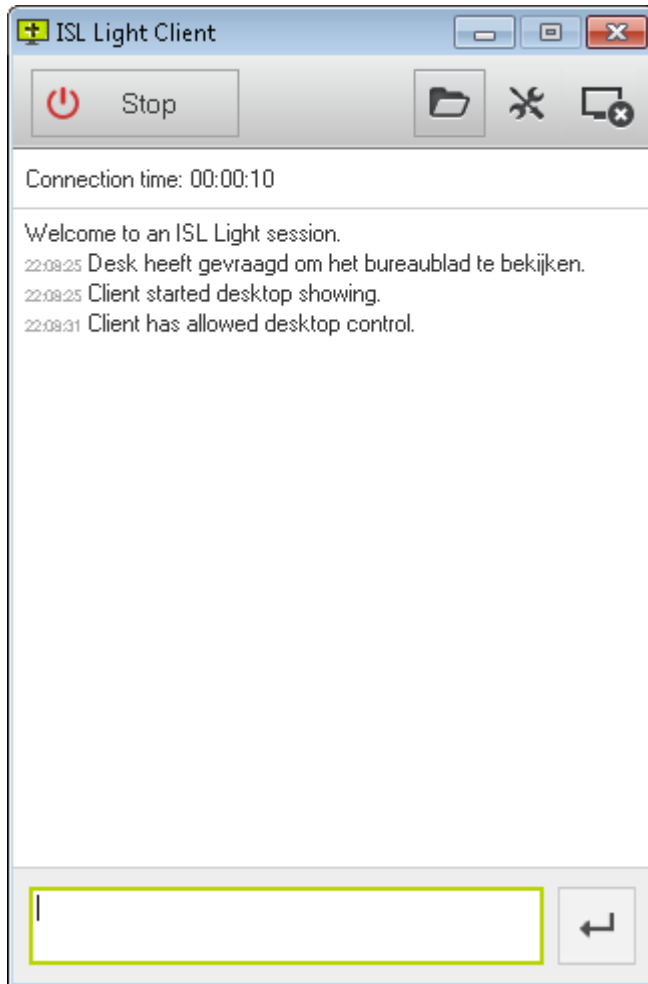 ISL Light Client
Stop
Connection time: 00:00:10
Welcome to an ISL Light session.
22:08:25 Desk heeft gevraagd om het bureaublad te bekijken.
22:08:25 Client started desktop showing.
22:08:31 Client has allowed desktop control.